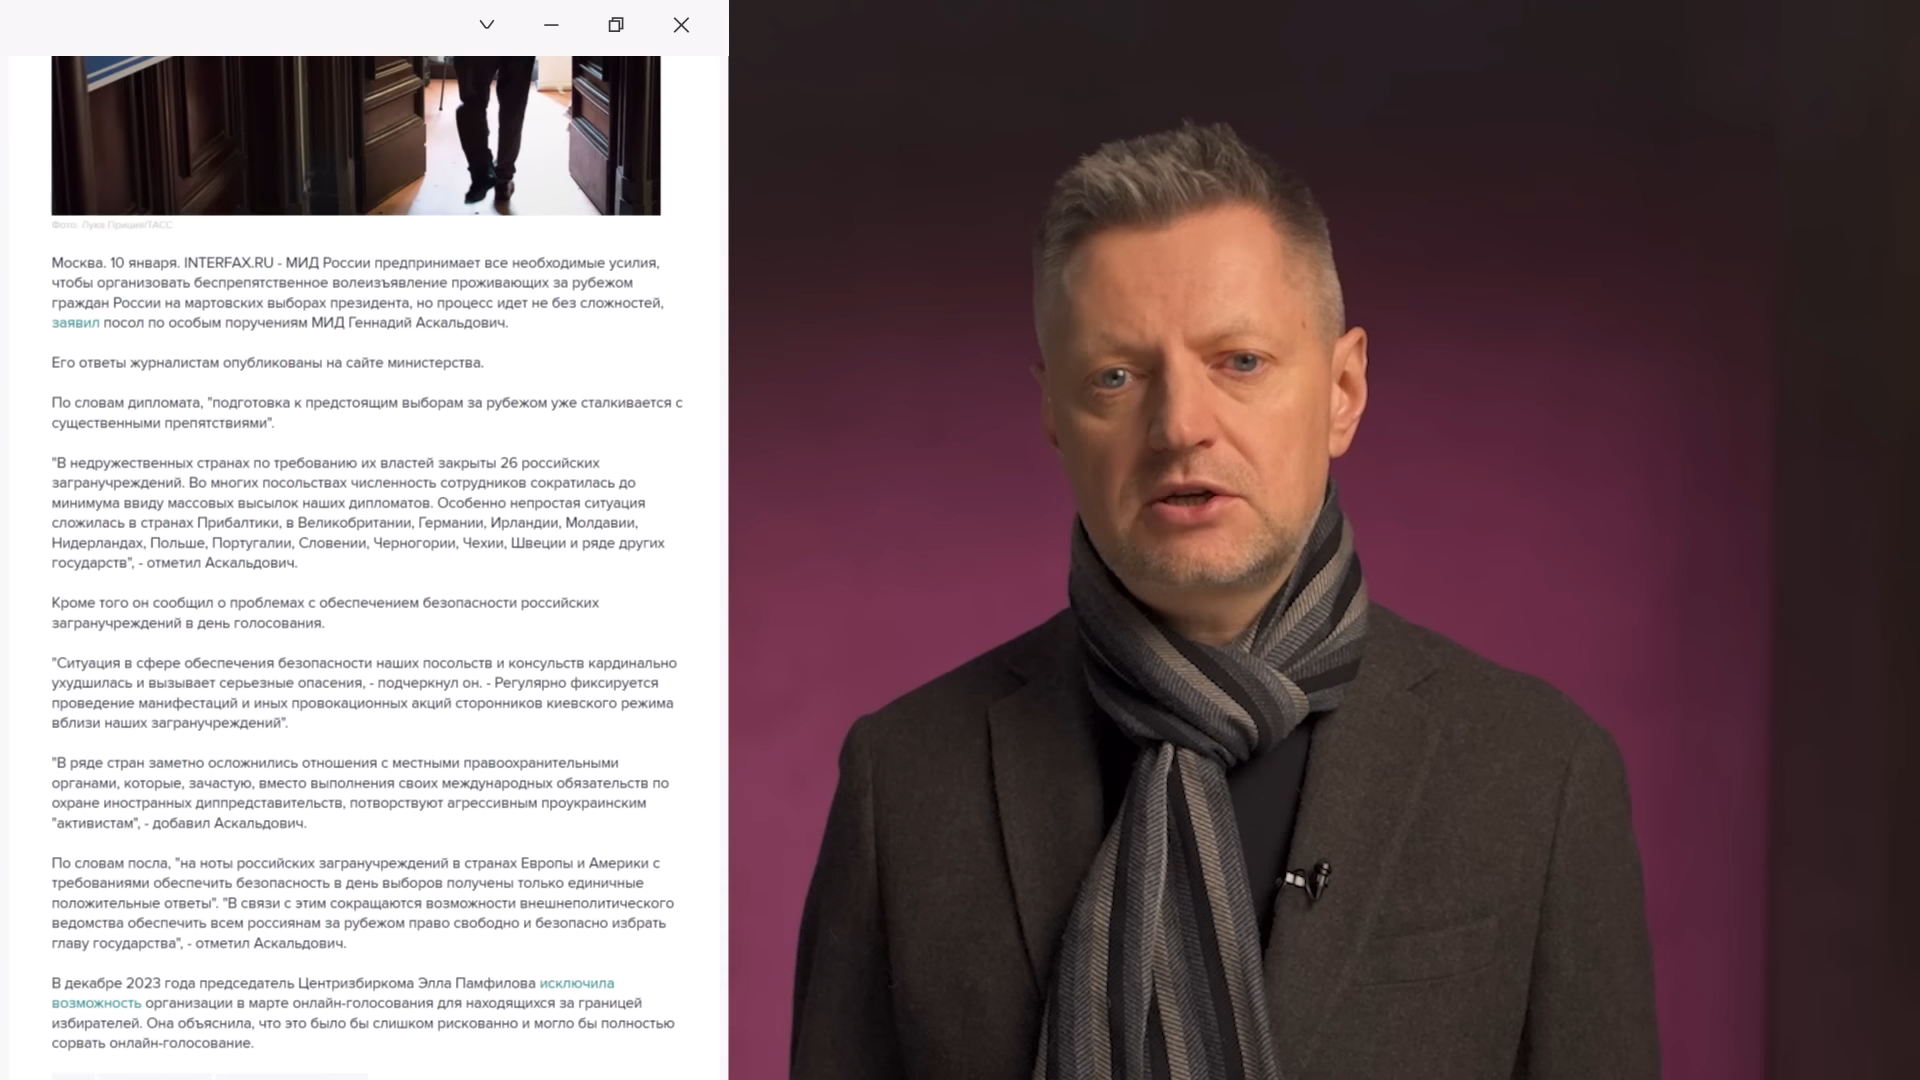 Фото: Лука Приция/ТАСС
Москва. 10 января. INTERFAX.RU - МИД России предпринимает все необходимые усилия,
чтобы организовать беспрепятственное волеизъявление проживающих за рубежом
граждан России на мартовских выборах президента, но процесс идет не без сложностей,
заявил посол по особым поручениям МИД Геннадий Аскальдович.
Его ответы журналистам опубликованы на сайте министерства.
По словам дипломата, "подготовка к предстоящим выборам за рубежом уже сталкивается с
существенными препятствиями".
"В недружественных странах по требованию их властей закрыты 26 российских
загранучреждений. Во многих посольствах численность сотрудников сократилась до
минимума ввиду массовых высылок наших дипломатов. Особенно непростая ситуация
сложилась в странах Прибалтики, в Великобритании, Германии, Ирландии, Молдавии,
Нидерландах, Польше, Португалии, Словении, Черногории, Чехии, Швеции и ряде других
государств", - отметил Аскальдович.
Кроме того он сообщил о проблемах с обеспечением безопасности российских
загранучреждений в день голосования.
"Ситуация в сфере обеспечения безопасности наших посольств и консульств кардинально
ухудшилась и вызывает серьезные опасения, - подчеркнул он. - Регулярно фиксируется
проведение манифестаций и иных провокационных акций сторонников киевского режима
вблизи наших загранучреждений".
"В ряде стран заметно осложнились отношения с местными правоохранительными
органами, которые, зачастую, вместо выполнения своих международных обязательств по
охране иностранных диппредставительств, потворствуют агрессивным проукраинским
"активистам", - добавил Аскальдович.
По словам посла, "на ноты российских загранучреждений в странах Европы и Америки с
требованиями обеспечить безопасность в день выборов получены только единичные
положительные ответы". "В связи с этим сокращаются возможности внешнеполитического
ведомства обеспечить всем россиянам за рубежом право свободно и безопасно избрать
главу государства", - отметил Аскальдович.
В декабре 2023 года председатель Центризбиркома Элла Памфилова исключила
возможность организации в марте онлайн-голосования для находящихся за границей
избирателей. Она объяснила, что это было бы слишком рискованно и могло бы полностью
сорвать онлайн-голосование.